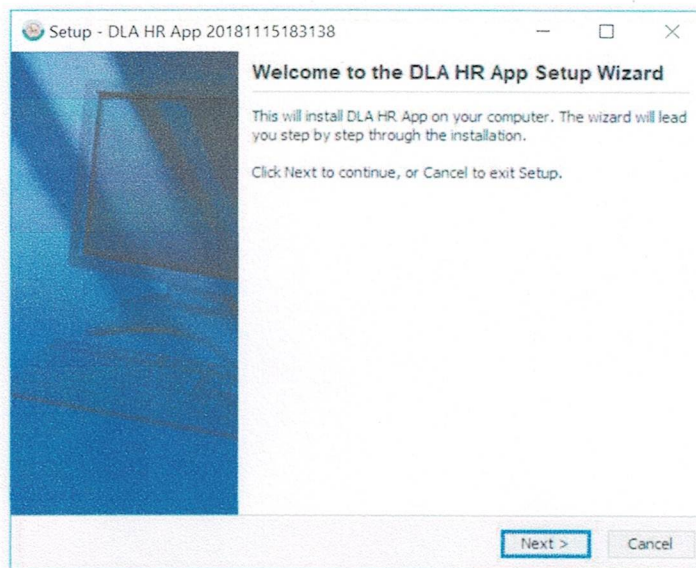 Setup - DLA HR App 20181115183138
Welcome to the DLA HR App Setup Wizard
This will install DLA HR App on your computer. The wizard will lead
you step by step through the installation.
Click Next to continue, or Cancel to exit Setup.
Next >
Cancel